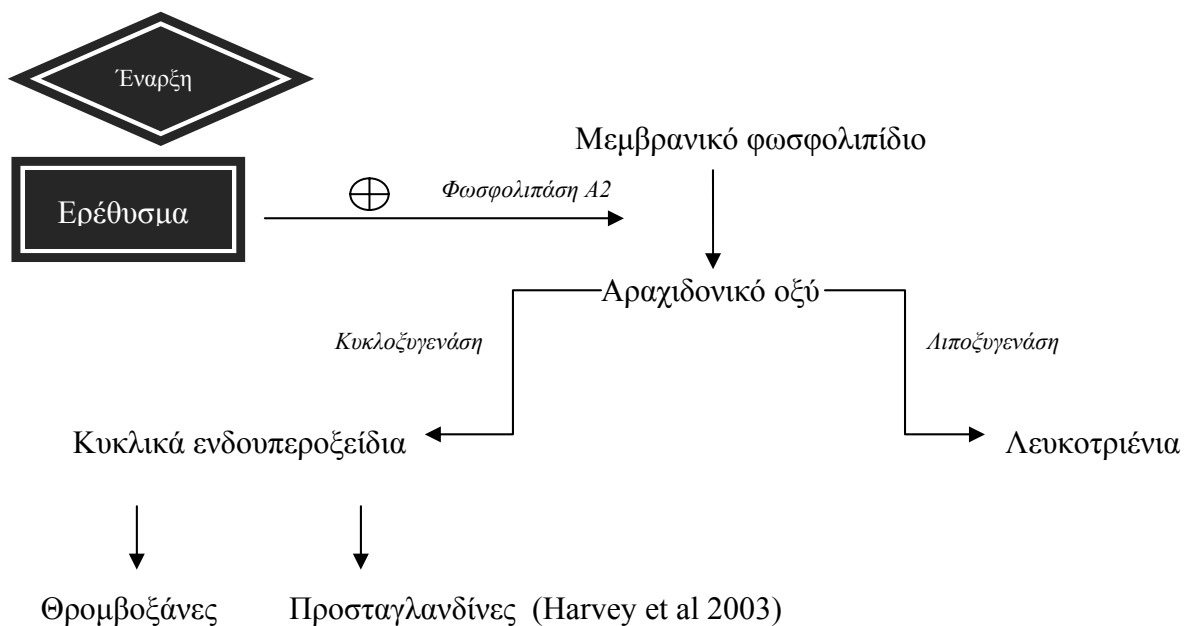 Έναρξη
Μεμβρανικό φωσφολιπίδιο
Φωσφολιπάση Α2
Ερέθυσμα
Αραχιδονικό οξύ
Κυκλοξυγενάση
Λιποξυγενάση
Κυκλικά ενδουπεροξείδια
Λευκοτριένια
Θρομβοξάνες Προσταγλανδίνες (Harvey et al 2003)